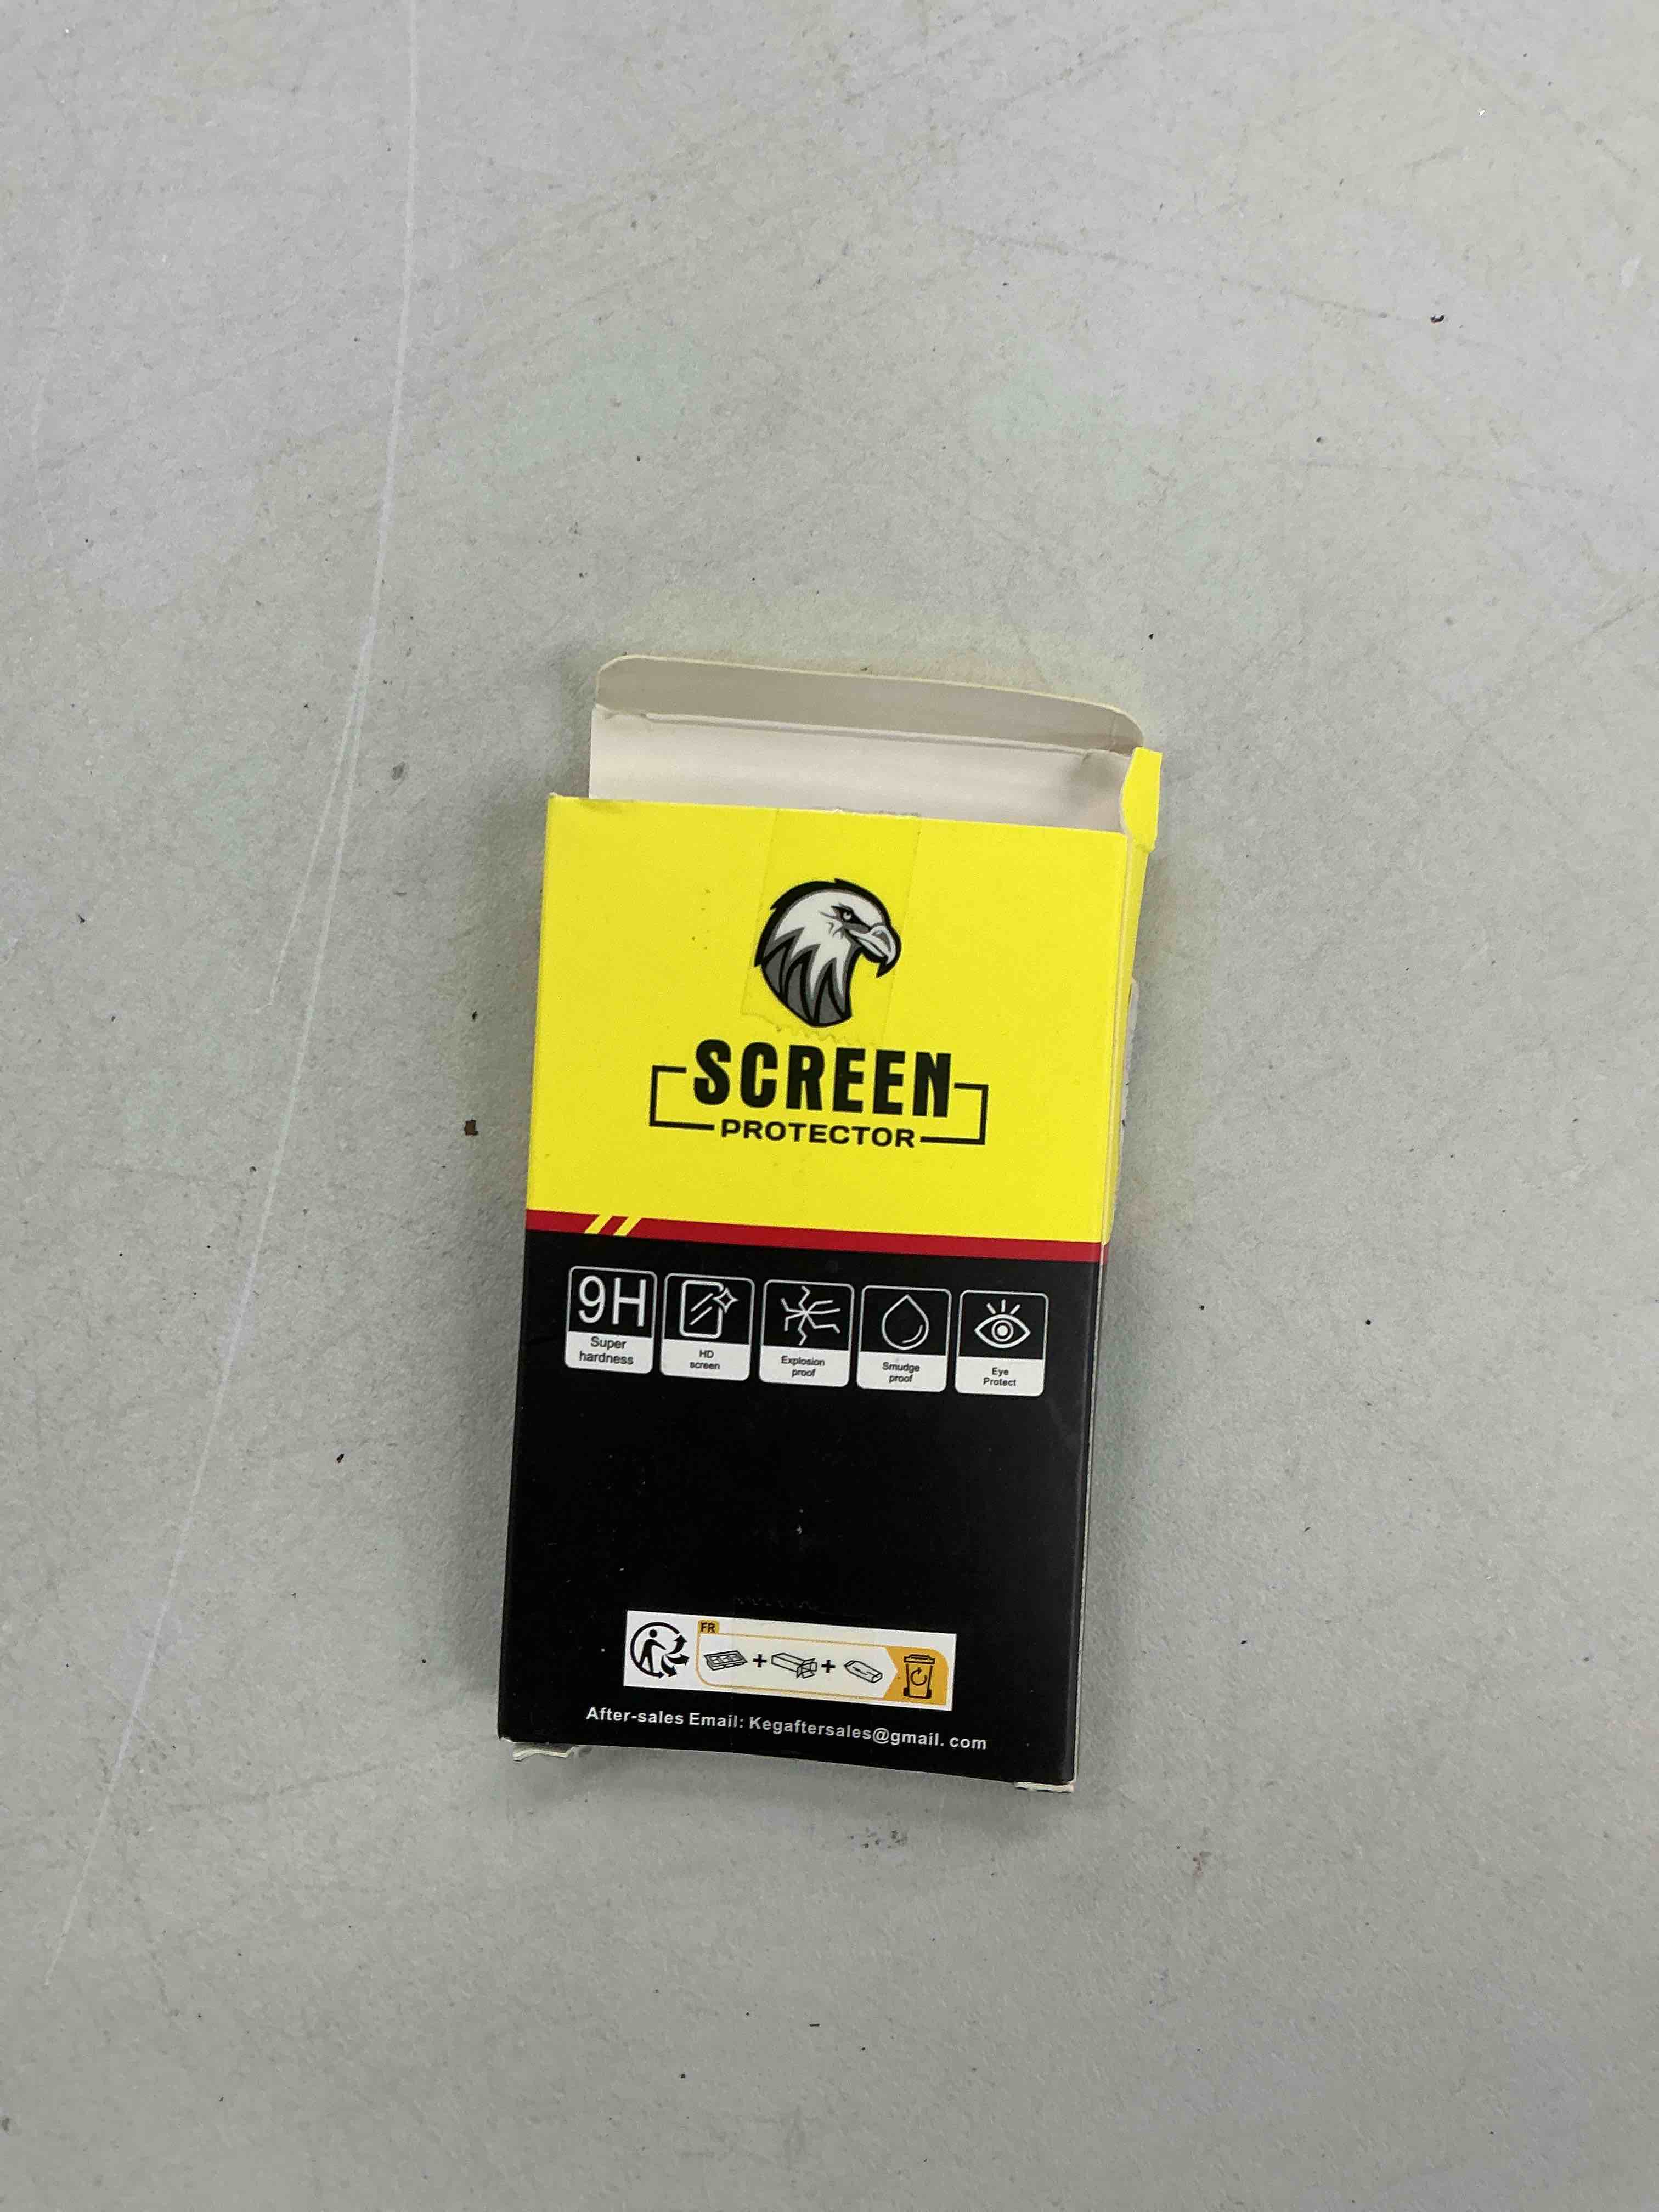 SCREEN
PROTECTOR
9H
Super
hardness
HD
screen
Explosion
proof
Smudge
proof
Eye
Protect
FR
After-sales Email: Kegaftersales@gmail. com